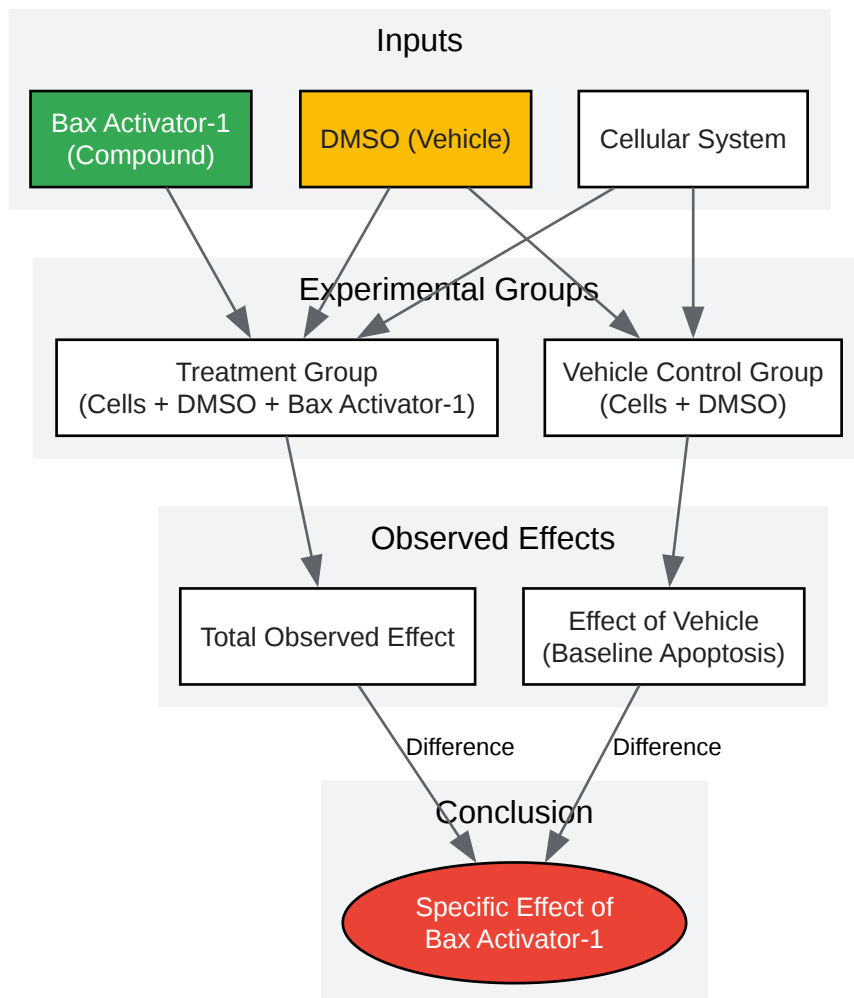 Inputs
Bax Activator-1
(Compound)
DMSO (Vehicle)
Cellular System
Experimental Groups
Treatment Group
(Cells + DMSO + Bax Activator-1)
Vehicle Control Group
(Cells + DMSO)
Observed Effects
Total Observed Effect
Effect of Vehicle
(Baseline Apoptosis)
Difference
Difference
Conclusion
Specific Effect of
Bax Activator-1